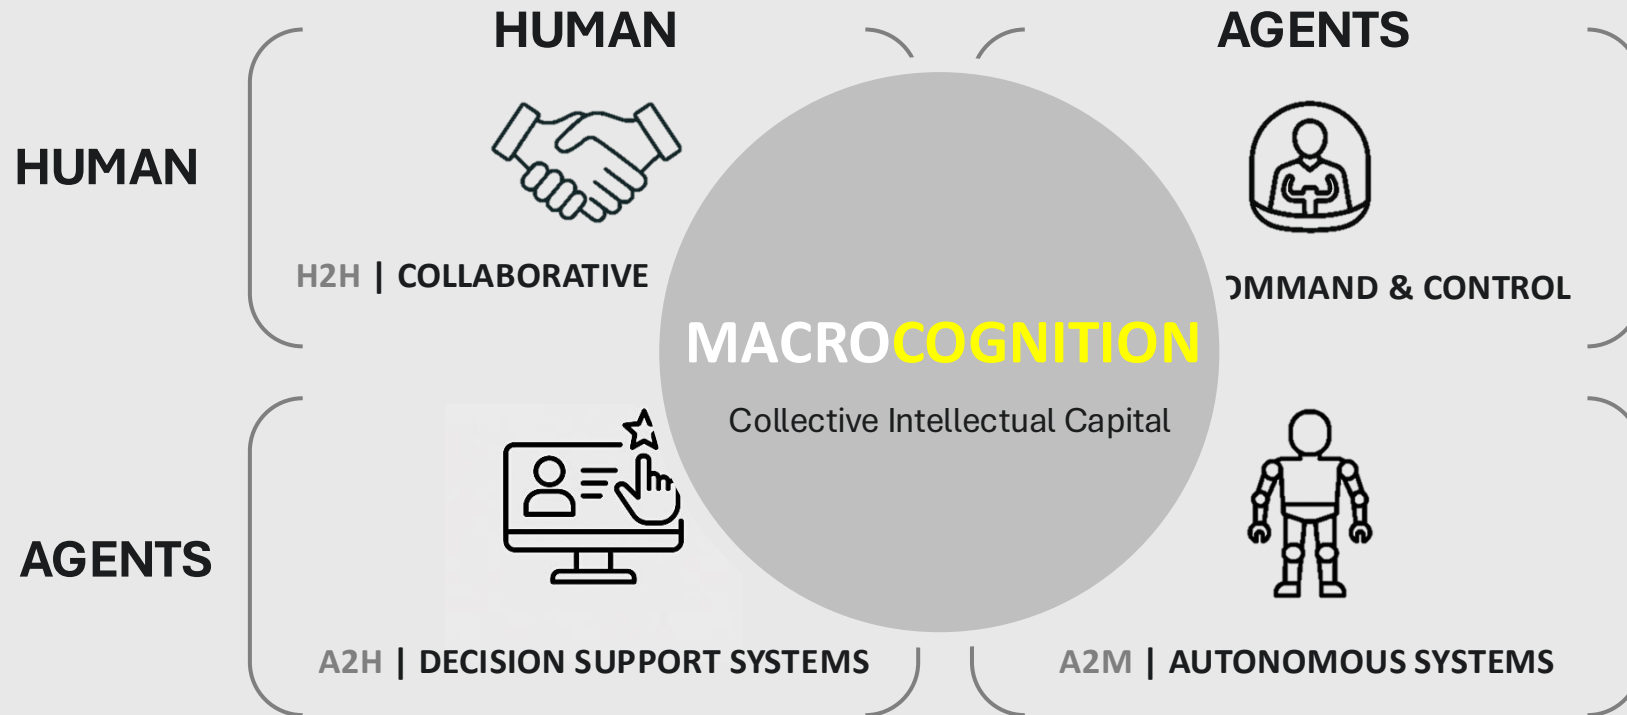 HUMAN AGENTS
HUMAN
H2H | COLLABORATIVE
OMMAND & CONTROL
MACROCOGNITION
Collective Intellectual Capital
AGENTS
A2H | DECISION SUPPORT SYSTEMS
A2M | AUTONOMOUS SYSTEMS